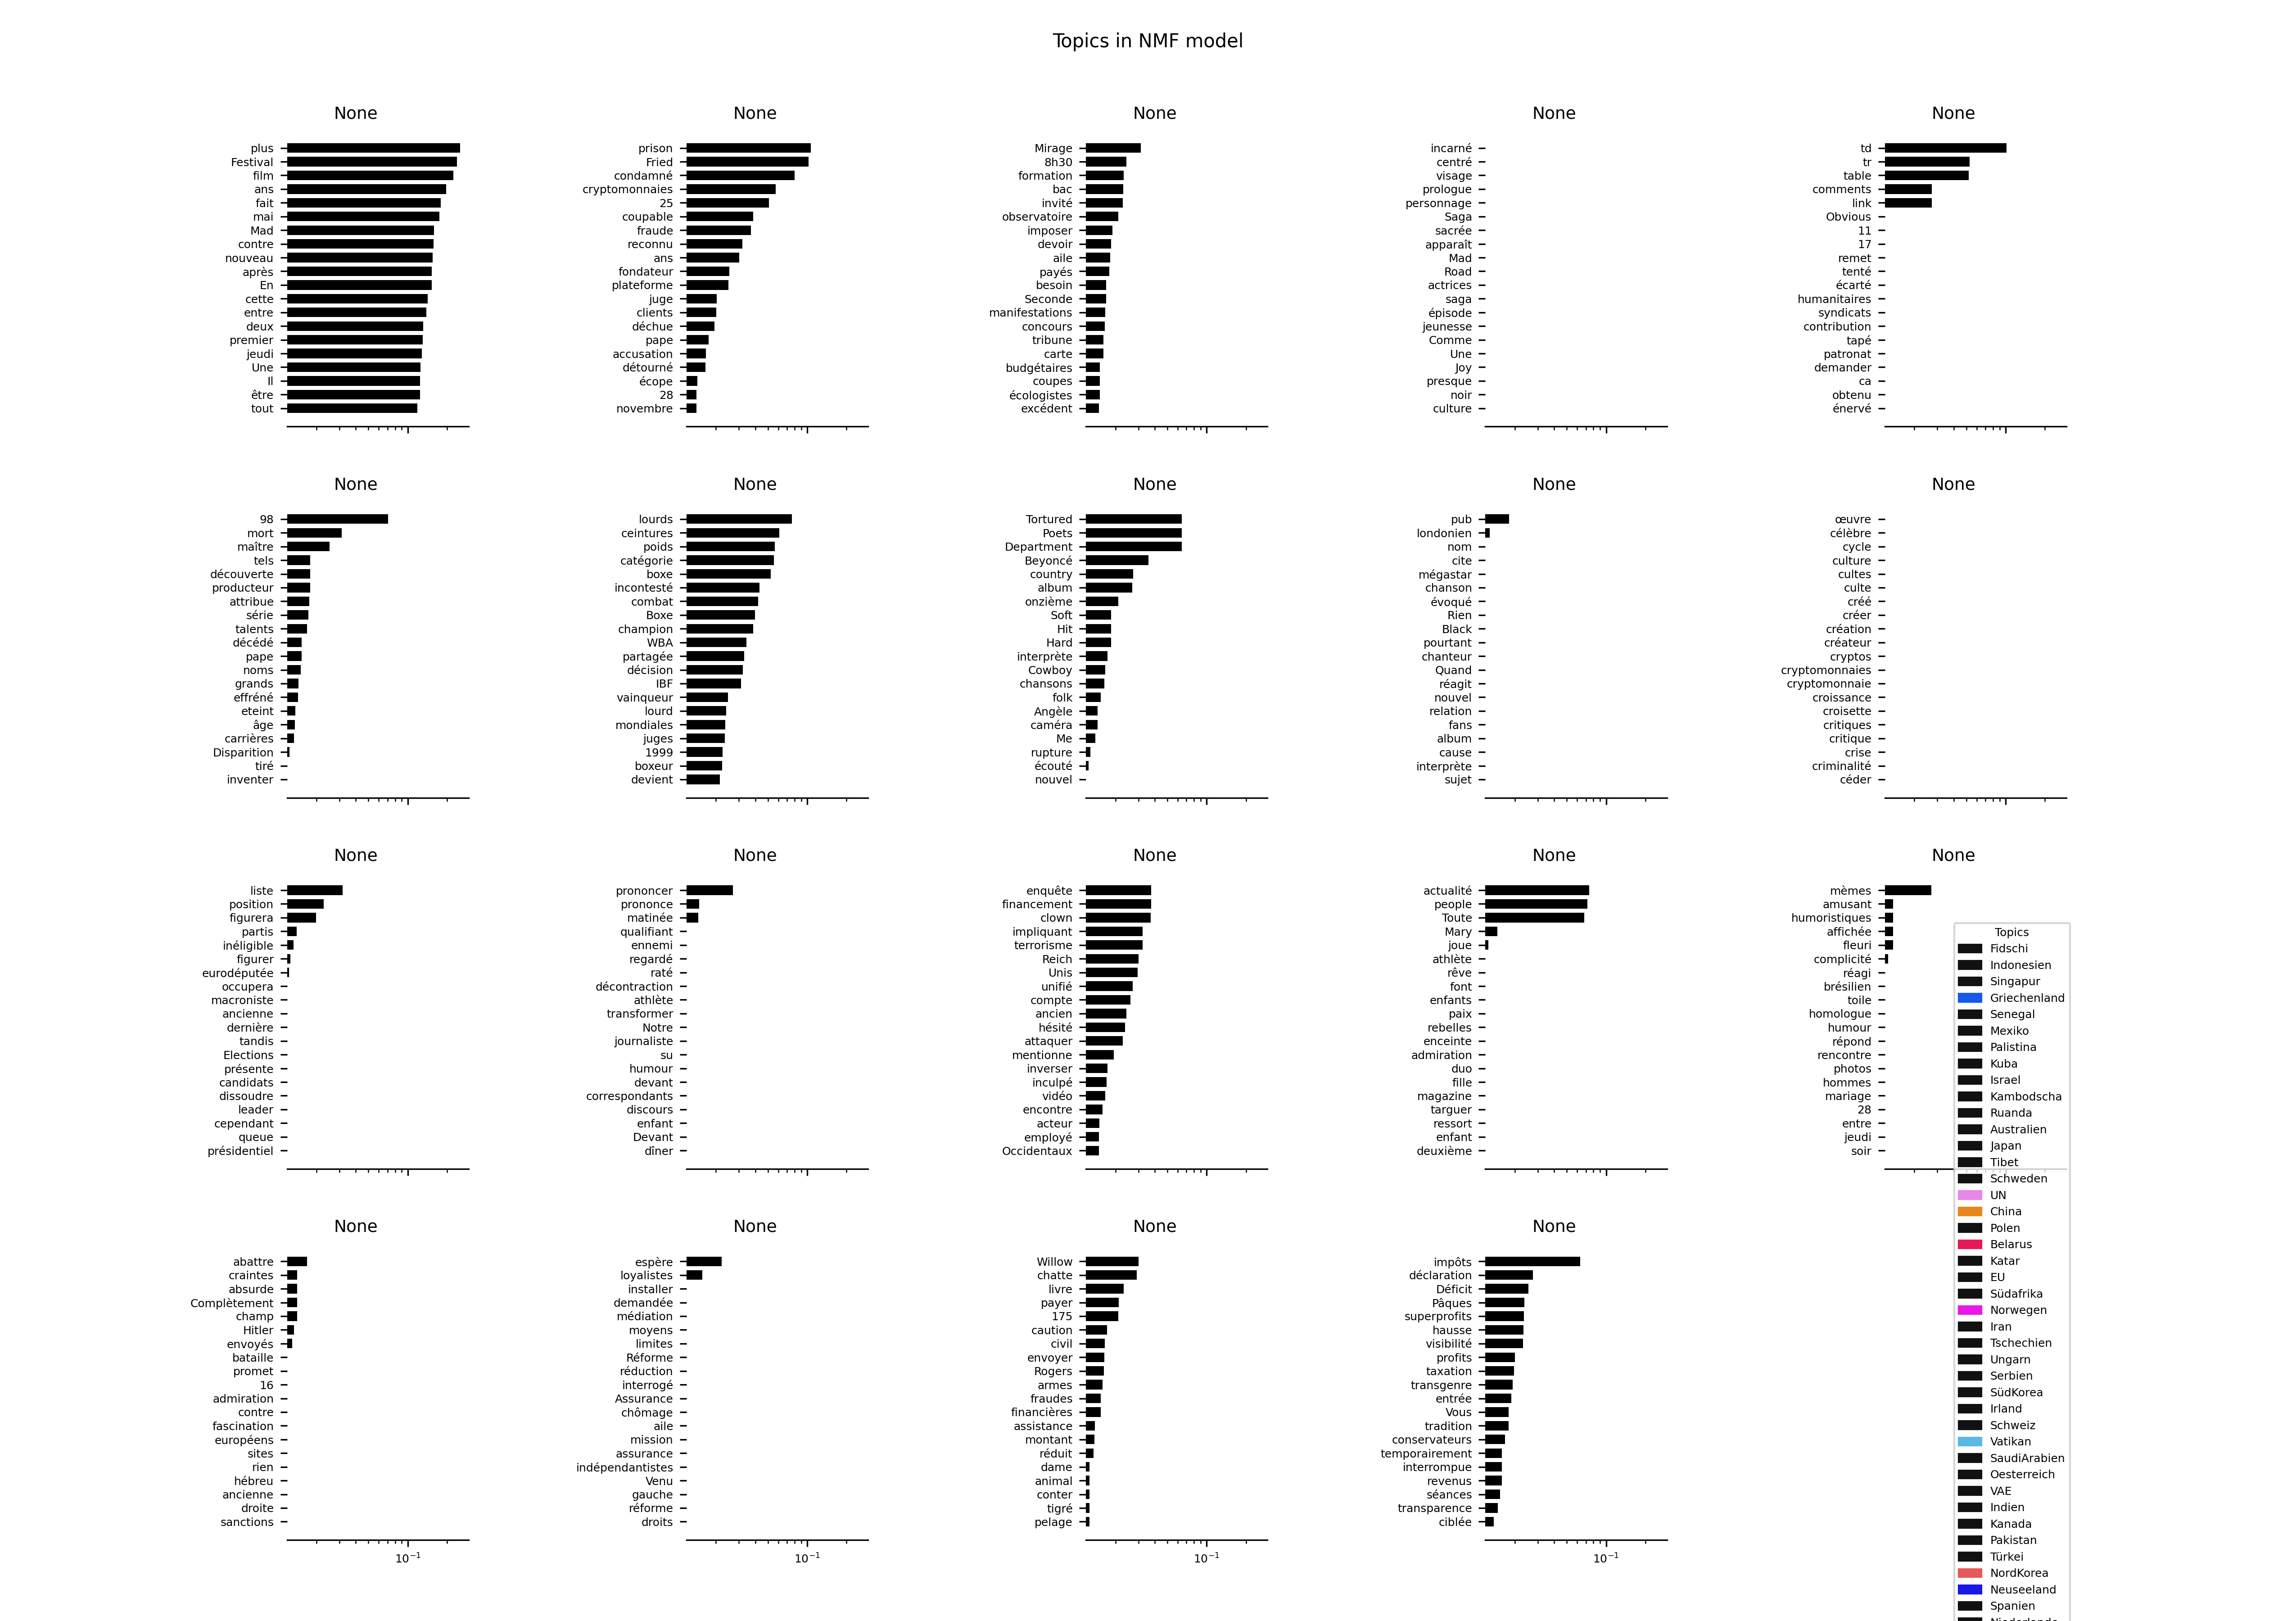 Topics in NMF model
None
plus
Festival
film
ans
fait
mai
Mad
contre
nouveau
après
En
cette
entre
deux
premier
jeudi
Une
Il
être
tout
None
prison
Fried
condamné
cryptomonnaies
25
coupable
fraude
reconnu
ans
fondateur
plateforme
juge
clients
déchue
pape
accusation
détourné
écope
28
novembre
None
Mirage
8h30
formation
bac
invité
observatoire
imposer
devoir
aile
payés
besoin
Seconde
manifestations
concours
tribune
carte
budgétaires
coupes
écologistes
excédent
None
incarné
centré
visage
prologue
personnage
Saga
sacrée
apparaît
Mad
Road
actrices
saga
épisode
jeunesse
Comme
Une
Joy
presque
noir
culture
None
td
tr
table
comments
link
Obvious
11
17
remet
tenté
écarté
humanitaires
syndicats
contribution
tapé
patronat
demander
ca
obtenu
énervé
None
98
mort
maître
tels
découverte
producteur
attribue
série
talents
décédé
pape
noms
grands
effréné
eteint
âge
carrières
Disparition
tiré
inventer
None
lourds
ceintures
poids
catégorie
boxe
incontesté
combat
Boxe
champion
WBA
partagée
décision
IBF
vainqueur
lourd
mondiales
juges
1999
boxeur
devient
None
Tortured
Poets
Department
Beyoncé
country
album
onzième
Soft
Hit
Hard
interprète
Cowboy
chansons
folk
Angèle
caméra
Me
rupture
écouté
nouvel
None
pub
londonien
nom
cite
mégastar
chanson
évoqué
Rien
Black
pourtant
chanteur
Quand
réagit
nouvel
relation
fans
album
cause
interprète
sujet
None
œuvre
célèbre
cycle
culture
cultes
culte
créé
créer
création
créateur
cryptos
cryptomonnaies
cryptomonnaie
croissance
croisette
critiques
critique
crise
criminalité
céder
None
liste
position
figurera
partis
inéligible
figurer
eurodéputée
occupera
macroniste
ancienne
dernière
tandis
Elections
présente
candidats
dissoudre
leader
cependant
queue
présidentiel
None
prononcer
prononce
matinée
qualifiant
ennemi
regardé
raté
décontraction
athlète
transformer
Notre
journaliste
su
humour
devant
correspondants
discours
enfant
Devant
dîner
None
enquête
financement
clown
impliquant
terrorisme
Reich
Unis
unifié
compte
ancien
hésité
attaquer
mentionne
inverser
inculpé
vidéo
encontre
acteur
employé
Occidentaux
None
actualité
people
Toute
Mary
joue
athlète
rêve
font
enfants
paix
rebelles
enceinte
admiration
duo
fille
magazine
targuer
ressort
enfant
deuxième
None
mèmes
amusant
humoristiques
affichée
fleuri
complicité
réagi
brésilien
toile
homologue
humour
répond
rencontre
photos
hommes
mariage
28
entre
jeudi
soir
None
abattre
craintes
absurde
Complètement
champ
Hitler
envoyés
bataille
promet
16
admiration
contre
fascination
européens
sites
rien
hébreu
ancienne
droite
sanctions
10⁻¹
None
espère
loyalistes
installer
demandée
médiation
moyens
limites
Réforme
réduction
interrogé
Assurance
chômage
aile
mission
assurance
indépendantistes
Venu
gauche
réforme
droits
10⁻¹
None
Willow
chatte
livre
payer
175
caution
civil
envoyer
Rogers
armes
fraudes
financières
assistance
montant
réduit
dame
animal
conter
tigré
pelage
10⁻¹
None
impôts
déclaration
Déficit
Pâques
superprofits
hausse
visibilité
profits
taxation
transgenre
entrée
Vous
tradition
conservateurs
temporairement
interrompue
revenus
séances
transparence
ciblée
10⁻¹
Topics
Fidschi
Indonesien
Singapur
Griechenland
Senegal
Mexiko
Palistina
Kuba
Israel
Kambodscha
Ruanda
Australien
Japan
Tibet
Schweden
UN
China
Polen
Belarus
Katar
EU
Südafrika
Norwegen
Iran
Tschechien
Ungarn
Serbien
SüdKorea
Irland
Schweiz
Vatikan
SaudiArabien
Oesterreich
VAE
Indien
Kanada
Pakistan
Türkei
NordKorea
Neuseeland
Spanien